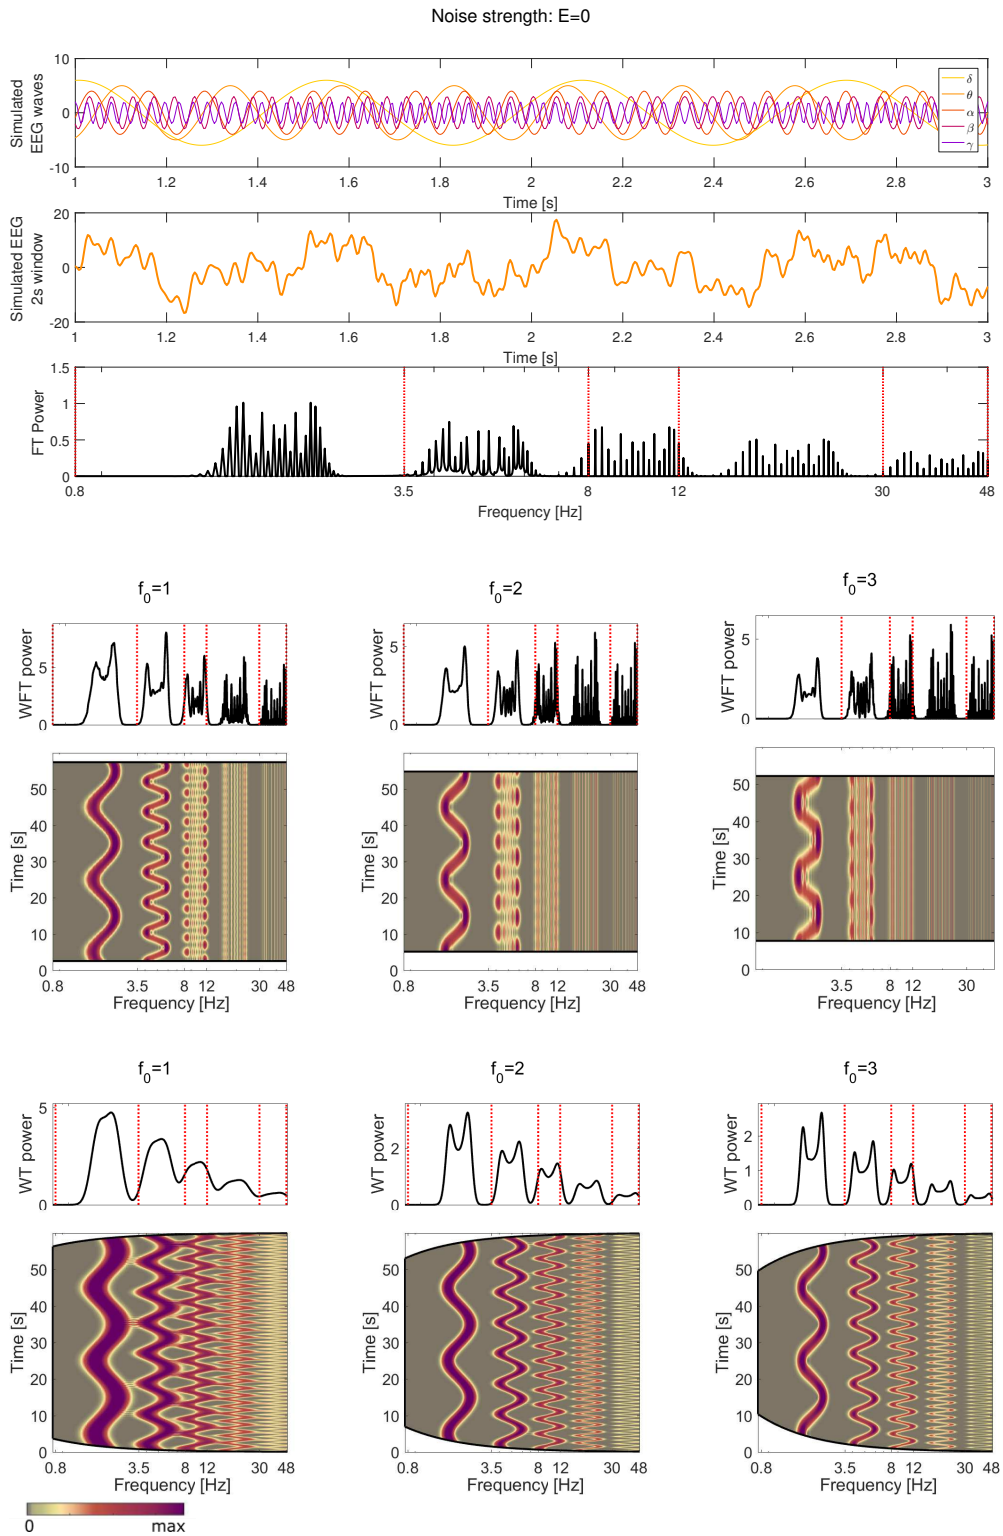 Noise strength: E=0
Simulated
EEG waves
10
0
-10
δ
θ
α
β
γ
1 1.2 1.4 1.6 1.8 2 2.2 2.4 2.6 2.8 3
Time [s]
Simulated EEG
2s window
20
0
-20
1 1.2 1.4 1.6 1.8 2 2.2 2.4 2.6 2.8 3
Time [s]
FT Power
1.5
1
0.5
0
0.8 3.5 8 12 30 48
Frequency [Hz]
f0=1 f0=2 f0=3
WFT power
5
0
WFT power
5
0
WFT power
5
0
Time [s]
50
40
30
20
10
0
0.8 3.5 8 12 30 48
Frequency [Hz]
Time [s]
50
40
30
20
10
0
0.8 3.5 8 12 30 48
Frequency [Hz]
Time [s]
50
40
30
20
10
0
3.5 8 12 30
Frequency [Hz]
f0=1 f0=2 f0=3
WT power
5
0
WT power
2
0
WT power
2
1
0
Time [s]
50
40
30
20
10
0
0.8 3.5 8 12 30 48
Frequency [Hz]
Time [s]
50
40
30
20
10
0
0.8 3.5 8 12 30 48
Frequency [Hz]
Time [s]
50
40
30
20
10
0
0.8 3.5 8 12 30 48
Frequency [Hz]
0 max